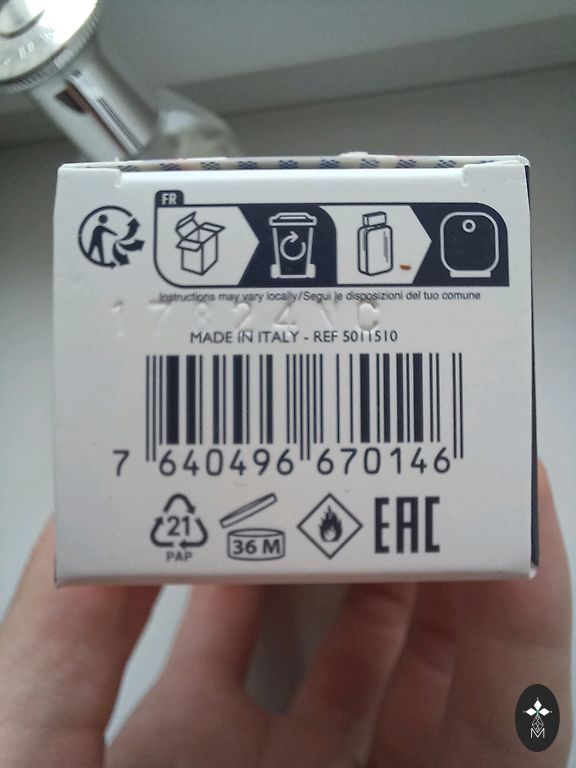 FR
Instructions may vary locally/Segui le disposizioni del tuo comune
MADE IN ITALY - REF 5011510
7 640496 670146
21
PAP
36 M
EAC
M